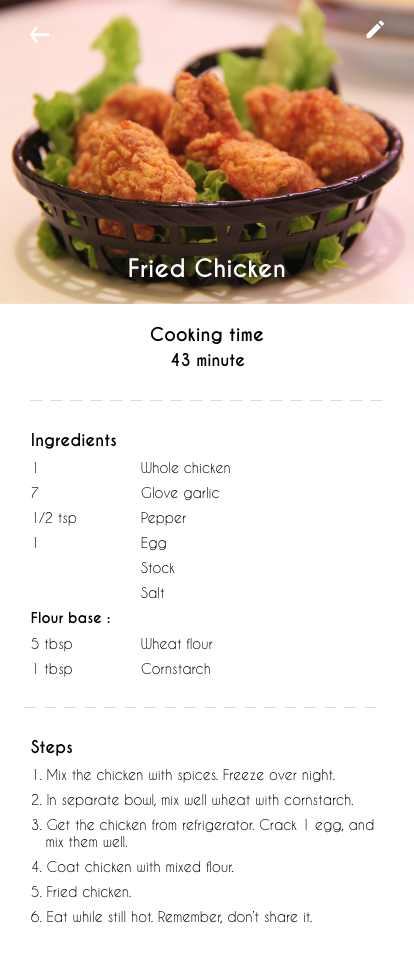 Fried Chicken
Cooking time
43 minute
Ingredients
1 Whole chicken
7 Glove garlic
1/2 tsp Pepper
1 Egg
Stock
Salt
Flour base :
5 tbsp Wheat flour
1 tbsp Cornstarch
Steps
1. Mix the chicken with spices. Freeze over night.
2. In separate bowl, mix well wheat with cornstarch.
3. Get the chicken from refrigerator. Crack 1 egg, and
mix them well.
4. Coat chicken with mixed flour.
5. Fried chicken.
6. Eat while still hot. Remember, don't share it.